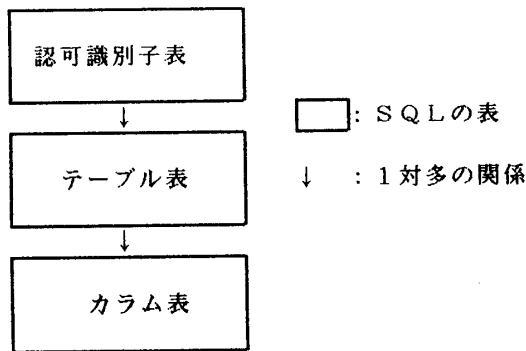 認可識別子表
↓
□: SQLの表
テーブル表
↓ : 1対多の関係
↓
カラム表